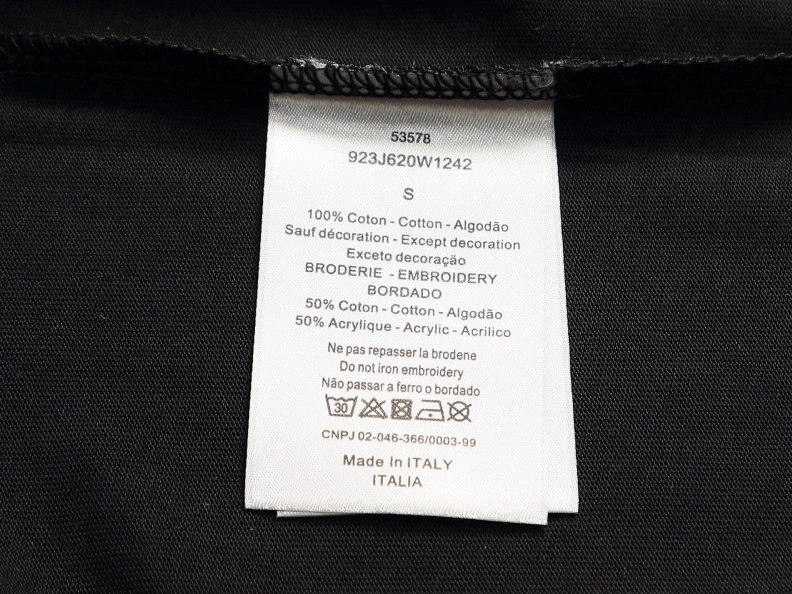 53578
923J620W1242
S
100% Coton - Cotton - Algodão
Sauf décoration - Except decoration
Exceto decoração
BRODERIE - EMBROIDERY
BORDADO
50% Coton - Cotton - Algodão
50% Acrylique - Acrylic - Acrilico
Ne pas repasser la brodene
Do not iron embroidery
Não passar a ferro o bordado
30
CNPJ 02-046-366/0003-99
Made In ITALY
ITALIA